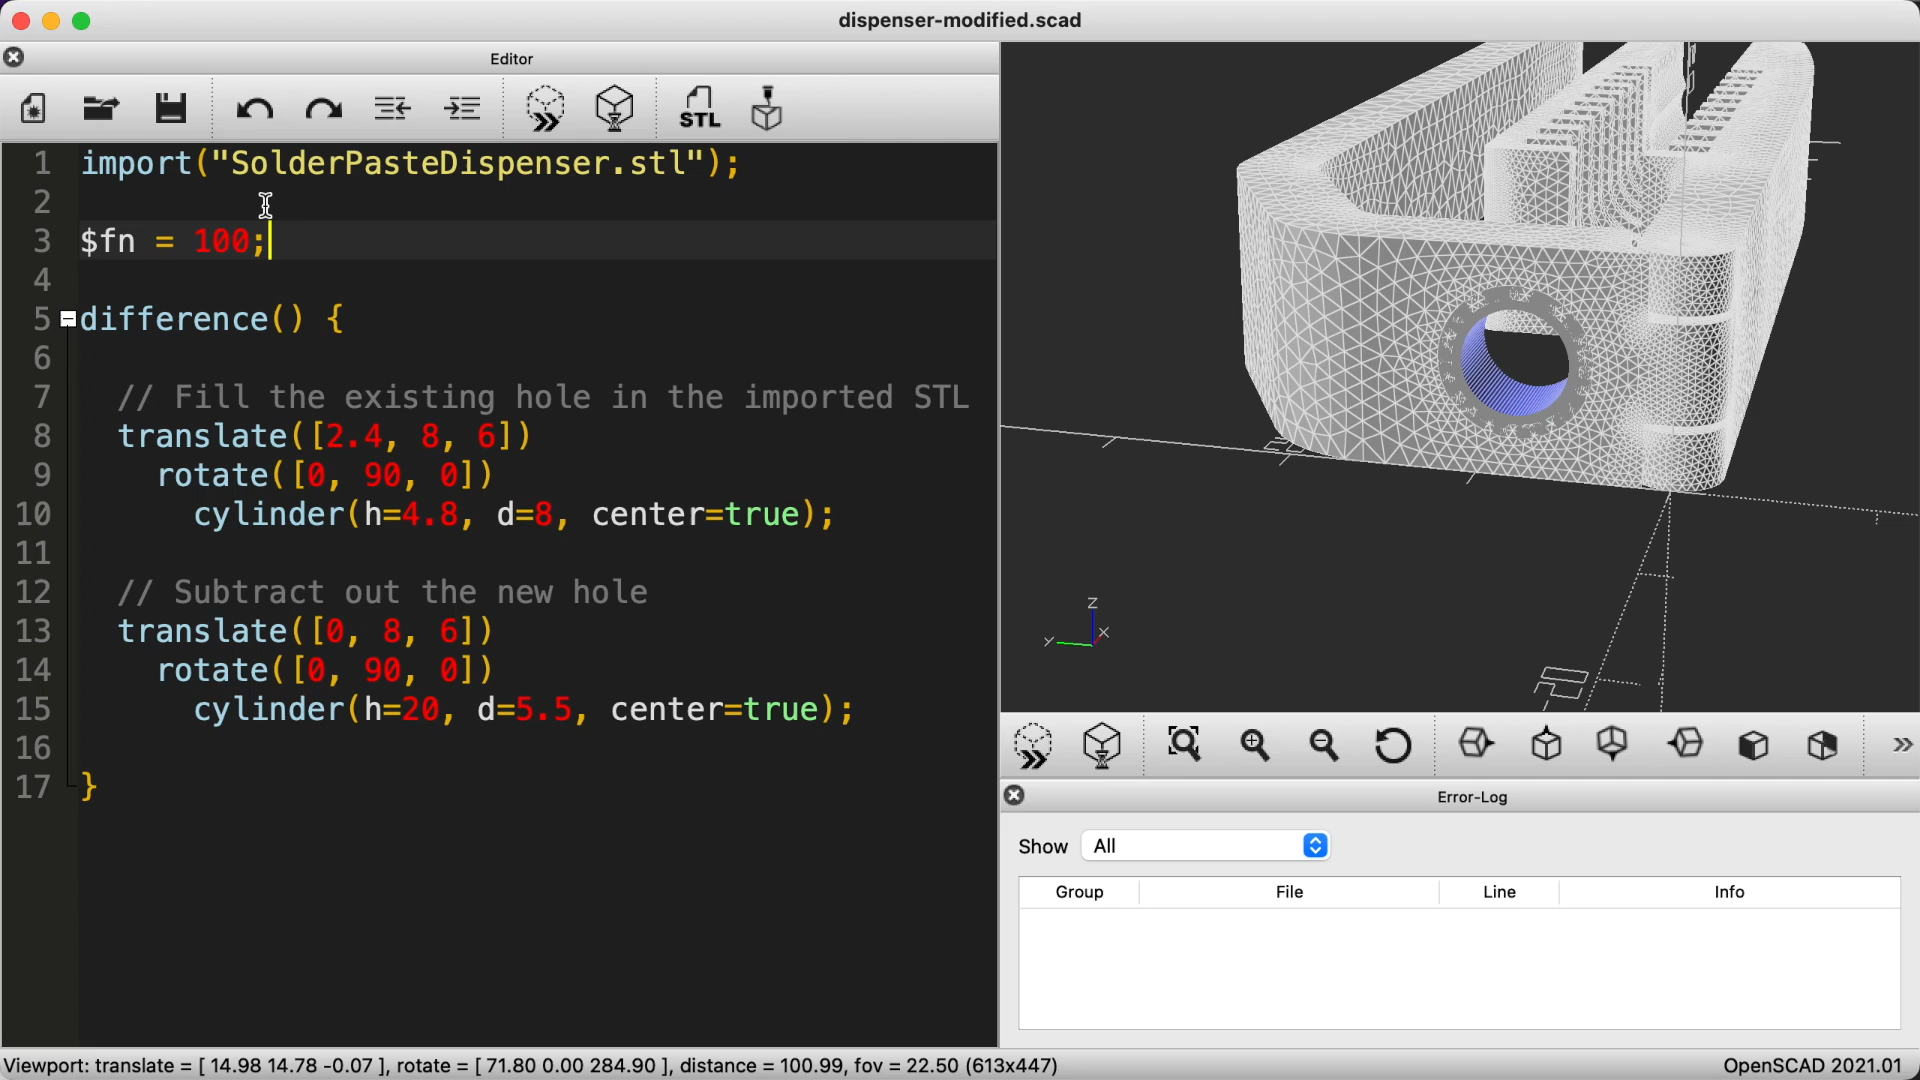 dispenser-modified.scad
Editor
STL
1 import("SolderPasteDispenser.stl");
2
3 $fn = 100;
4
5 difference() {
6
7 // Fill the existing hole in the imported STL
8 translate([2.4, 8, 6])
9 rotate([0, 90, 0])
10 cylinder(h=4.8, d=8, center=true);
11
12 // Subtract out the new hole
13 translate([0, 8, 6])
14 rotate([0, 90, 0])
15 cylinder(h=20, d=5.5, center=true);
16
17 }
Z
Y X
Error-Log
Show All
Group File Line Info
Viewport: translate = [ 14.98 14.78 -0.07 ], rotate = [ 71.80 0.00 284.90 ], distance = 100.99, fov = 22.50 (613x447)
OpenSCAD 2021.01